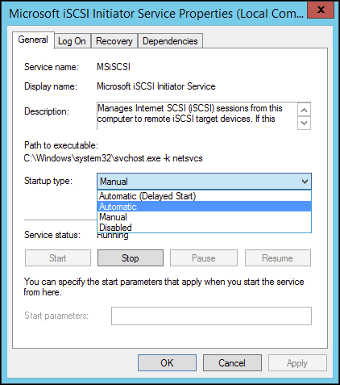 Microsoft iSCSI Initiator Service Properties (Local Com... x
General Log On Recovery Dependencies
Service name: MSiSCSI
Display name: Microsoft iSCSI Initiator Service
Description: Manages Internet SCSI (iSCSI) sessions from this
computer to remote iSCSI target devices. If this
Path to executable:
C:\Windows\system32\svchost.exe -k netsvcs
Startup type: Manual
Automatic (Delayed Start)
Automatic
Manual
Disabled
Service status: Running
Start Stop Pause Resume
You can specify the start parameters that apply when you start the service
from here.
Start parameters:
OK Cancel Apply